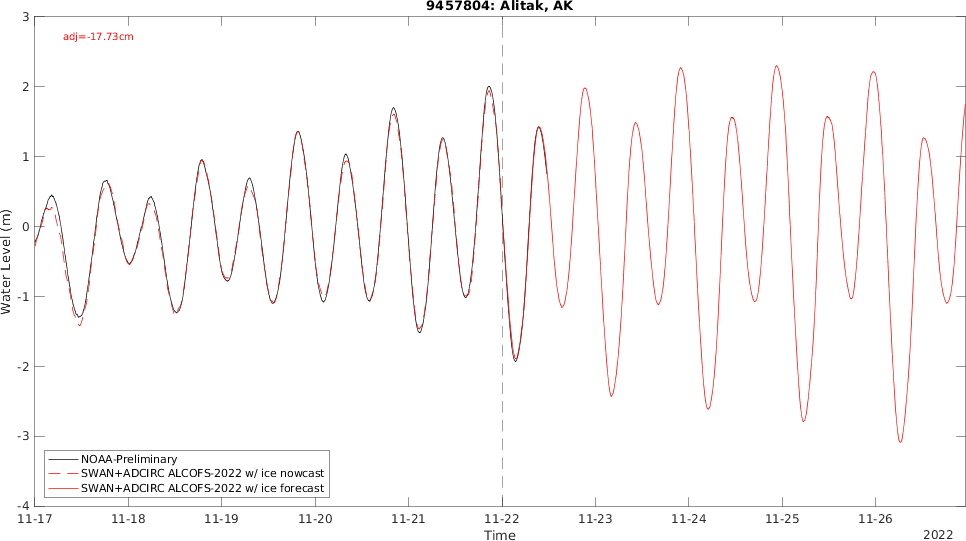 9457804: Alitak, AK
adj=-17.73cm
3
2
1
0
-1
-2
-3
-4
Water Level (m)
NOAA-Preliminary
SWAN+ADCIRC ALCOFS-2022 w/ ice nowcast
SWAN+ADCIRC ALCOFS-2022 w/ ice forecast
11-17 11-18 11-19 11-20 11-21 11-22 11-23 11-24 11-25 11-26
Time
2022